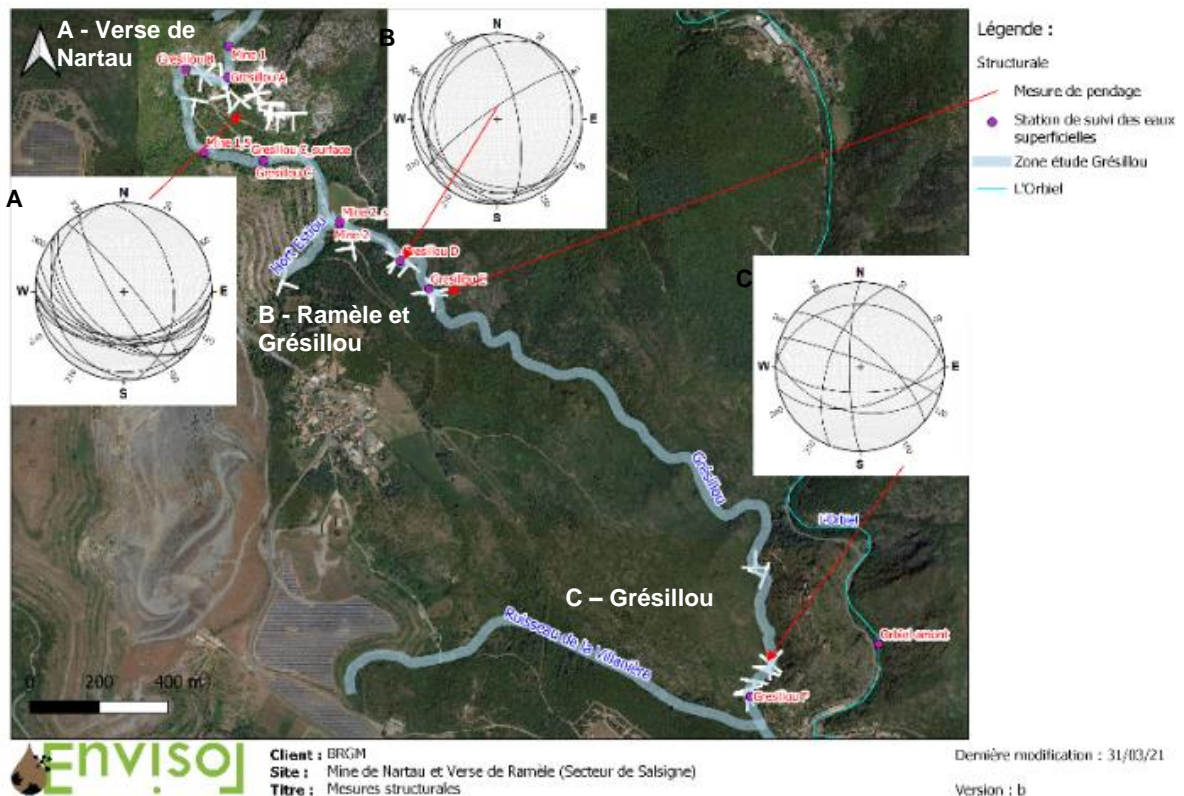 A - Verse de
Nartau
B
Légende :
Structurale
Mesure de pendage
Station de suivi des eaux
superficielles
Zone étude Grésillou
L'Orbiel
Mine 1
Grésillou B
Grésillou A
Mine 1,5
Grésillou C_surface
Grésillou C
A
Mine 2
Hort Estiou
Grésillou D
Grésillou E
N
W
E
S
N
W
E
S
B - Ramèle et
Grésillou
C
N
W
E
S
Grésillou
L'Orbiel
C – Grésillou
Orbiel amont
Ruisseau de la Villanière
Grésillou F
0 200 400 m
Envisol
Client : BRGM
Site : Mine de Nartau et Verse de Ramèle (Secteur de Salsigne)
Titre : Mesures structurales
Dernière modification : 31/03/21
Version : b